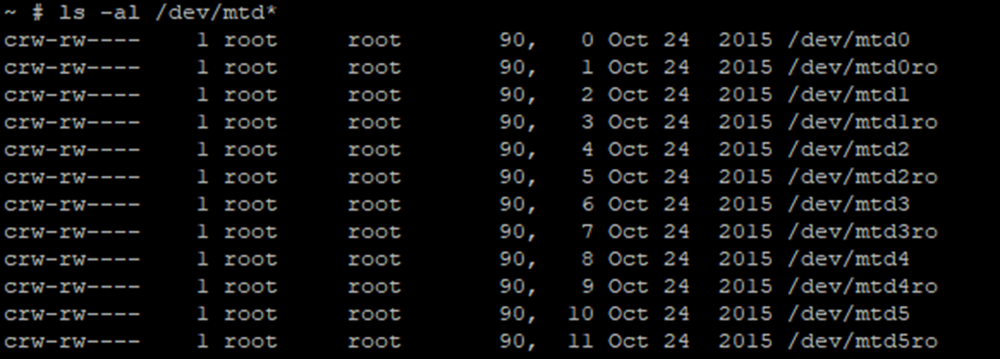 ~ # ls -al /dev/mtd*
crw-rw---- 1 root root 90, 0 Oct 24 2015 /dev/mtd0
crw-rw---- 1 root root 90, 1 Oct 24 2015 /dev/mtd0ro
crw-rw---- 1 root root 90, 2 Oct 24 2015 /dev/mtd1
crw-rw---- 1 root root 90, 3 Oct 24 2015 /dev/mtd1ro
crw-rw---- 1 root root 90, 4 Oct 24 2015 /dev/mtd2
crw-rw---- 1 root root 90, 5 Oct 24 2015 /dev/mtd2ro
crw-rw---- 1 root root 90, 6 Oct 24 2015 /dev/mtd3
crw-rw---- 1 root root 90, 7 Oct 24 2015 /dev/mtd3ro
crw-rw---- 1 root root 90, 8 Oct 24 2015 /dev/mtd4
crw-rw---- 1 root root 90, 9 Oct 24 2015 /dev/mtd4ro
crw-rw---- 1 root root 90, 10 Oct 24 2015 /dev/mtd5
crw-rw---- 1 root root 90, 11 Oct 24 2015 /dev/mtd5ro